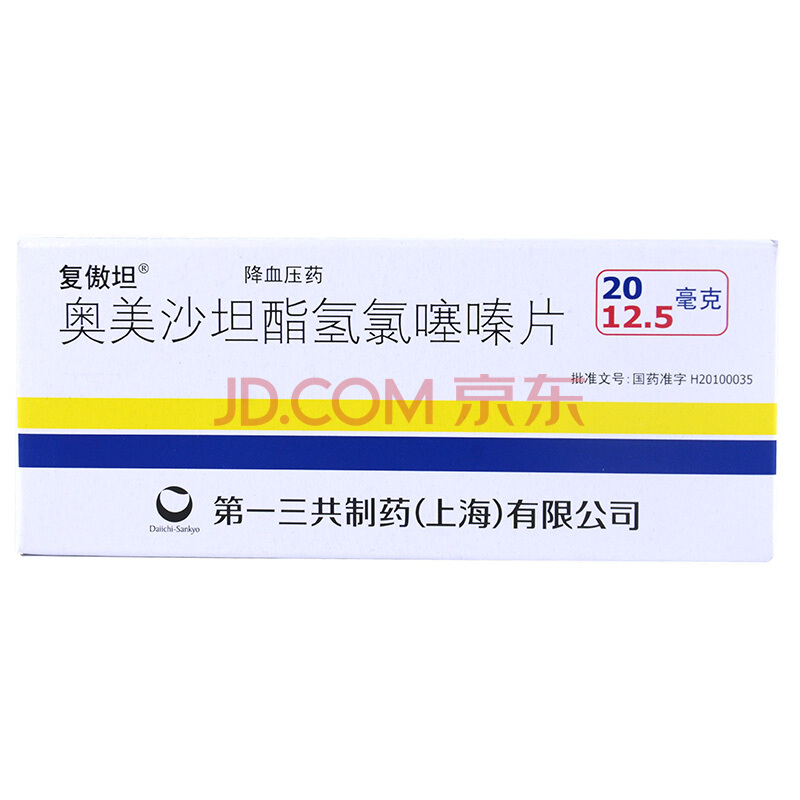 复傲坦®
降血压药
奥美沙坦酯氢氯噻嗪片
20
12.5
毫克
批准文号:国药准字 H20100035
JD.COM 京东
Daiichi-Sankyo
第一三共制药(上海)有限公司